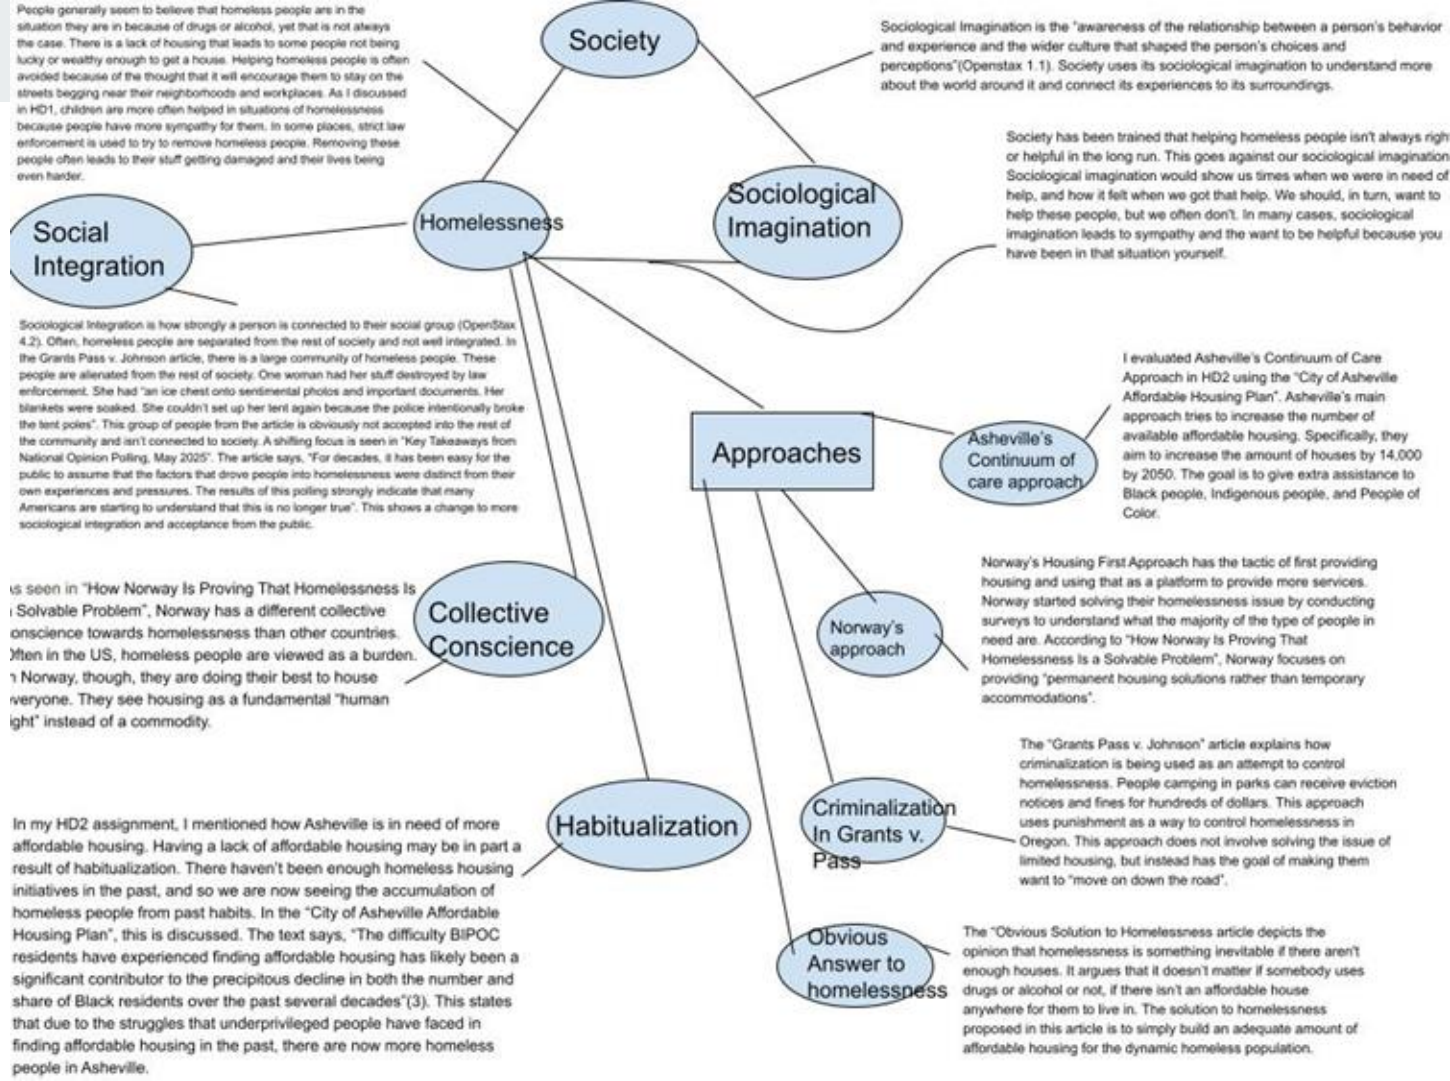 People generally seem to believe that homeless people are in the
situation they are in because of drugs or alcohol, yet that is not always
the case. There is a lack of housing that leads to some people not being
lucky or wealthy enough to get a house. Helping homeless people is often
avoided because of the thought that it will encourage them to stay on the
streets begging near their neighborhoods and workplaces. As I discussed
in HD1, children are more often helped in situations of homelessness
because people have more sympathy for them. In some places, strict law
enforcement is used to try to remove homeless people. Removing these
people often leads to their stuff getting damaged and their lives being
even harder.
Society
Sociological Imagination is the "awareness of the relationship between a person's behavior
and experience and the wider culture that shaped the person's choices and
perceptions"(Openstax 1.1). Society uses its sociological imagination to understand more
about the world around it and connect its experiences to its surroundings.
Society has been trained that helping homeless people isn't always righ
or helpful in the long run. This goes against our sociological imagination
Sociological imagination would show us times when we were in need of
help, and how it felt when we got that help. We should, in turn, want to
help these people, but we often don't. In many cases, sociological
imagination leads to sympathy and the want to be helpful because you
have been in that situation yourself.
Social
Integration
Homelessness
Sociological
Imagination
Sociological Integration is how strongly a person is connected to their social group (OpenStax
4.2). Often, homeless people are separated from the rest of society and not well integrated. In
the Grants Pass v. Johnson article, there is a large community of homeless people. These
people are alienated from the rest of society. One woman had her stuff destroyed by law
enforcement. She had "an ice chest onto sentimental photos and important documents. Her
blankets were soaked. She couldn't set up her tent again because the police intentionally broke
the tent poles". This group of people from the article is obviously not accepted into the rest of
the community and isn't connected to society. A shifting focus is seen in "Key Takeaways from
National Opinion Polling, May 2025". The article says, "For decades, it has been easy for the
public to assume that the factors that drove people into homelessness were distinct from their
own experiences and pressures. The results of this polling strongly indicate that many
Americans are starting to understand that this is no longer true". This shows a change to more
sociological integration and acceptance from the public.
Approaches
Asheville's
Continuum of
care approach
I evaluated Asheville's Continuum of Care
Approach in HD2 using the "City of Asheville
Affordable Housing Plan". Asheville's main
approach tries to increase the number of
available affordable housing. Specifically, they
aim to increase the amount of houses by 14,000
by 2050. The goal is to give extra assistance to
Black people, Indigenous people, and People of
Color.
s seen in "How Norway Is Proving That Homelessness Is
Solvable Problem", Norway has a different collective
onscience towards homelessness than other countries.
ften in the US, homeless people are viewed as a burden.
n Norway, though, they are doing their best to house
veryone. They see housing as a fundamental "human
ght" instead of a commodity.
Collective
Conscience
Norway's
approach
Norway's Housing First Approach has the tactic of first providing
housing and using that as a platform to provide more services.
Norway started solving their homelessness issue by conducting
surveys to understand what the majority of the type of people in
need are. According to "How Norway Is Proving That
Homelessness Is a Solvable Problem", Norway focuses on
providing "permanent housing solutions rather than temporary
accommodations".
Habitualization
In my HD2 assignment, I mentioned how Asheville is in need of more
affordable housing. Having a lack of affordable housing may be in part a
result of habitualization. There haven't been enough homeless housing
initiatives in the past, and so we are now seeing the accumulation of
homeless people from past habits. In the "City of Asheville Affordable
Housing Plan", this is discussed. The text says, "The difficulty BIPOC
residents have experienced finding affordable housing has likely been a
significant contributor to the precipitous decline in both the number and
share of Black residents over the past several decades"(3). This states
that due to the struggles that underprivileged people have faced in
finding affordable housing in the past, there are now more homeless
people in Asheville.
Criminalization
In Grants v.
Pass
The "Grants Pass v. Johnson" article explains how
criminalization is being used as an attempt to control
homelessness. People camping in parks can receive eviction
notices and fines for hundreds of dollars. This approach
uses punishment as a way to control homelessness in
Oregon. This approach does not involve solving the issue of
limited housing, but instead has the goal of making them
want to "move on down the road".
Obvious
Answer to
homelessness
The "Obvious Solution to Homelessness article depicts the
opinion that homelessness is something inevitable if there aren't
enough houses. It argues that it doesn't matter if somebody uses
drugs or alcohol or not, if there isn't an affordable house
anywhere for them to live in. The solution to homelessness
proposed in this article is to simply build an adequate amount of
affordable housing for the dynamic homeless population.